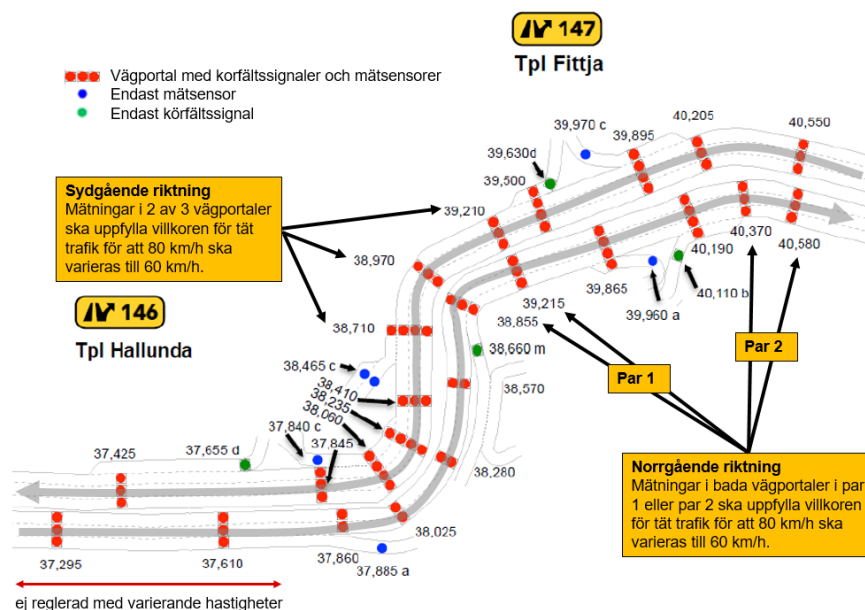 147
Tpl Fittja
Vägportal med korfältssignaler och mätsensorer
Endast mätsensor
Endast körfältssignal
Sydgående riktning
Mätningar i 2 av 3 vägportaler
ska uppfylla villkoren för tät
trafik för att 80 km/h ska
varieras till 60 km/h.
39,970 c
39,895
40,205
40,550
39,630d
39,500
39,210
38,970
38,710
146
Tpl Hallunda
38,465 c
38,410
38,235
38,060
37,840 c
37,845
37,655 d
37,425
40,370
40,580
40,190
40,110 b
39,960 a
39,865
39,215
38,855
38,660 m
38,570
38,280
38,025
37,860
37,885 a
37,610
37,295
Par 1
Par 2
Norrgående riktning
Mätningar i bada vägportaler i par
1 eller par 2 ska uppfylla villkoren
för tät trafik för att 80 km/h ska
varieras till 60 km/h.
ej reglerad med varierande hastigheter